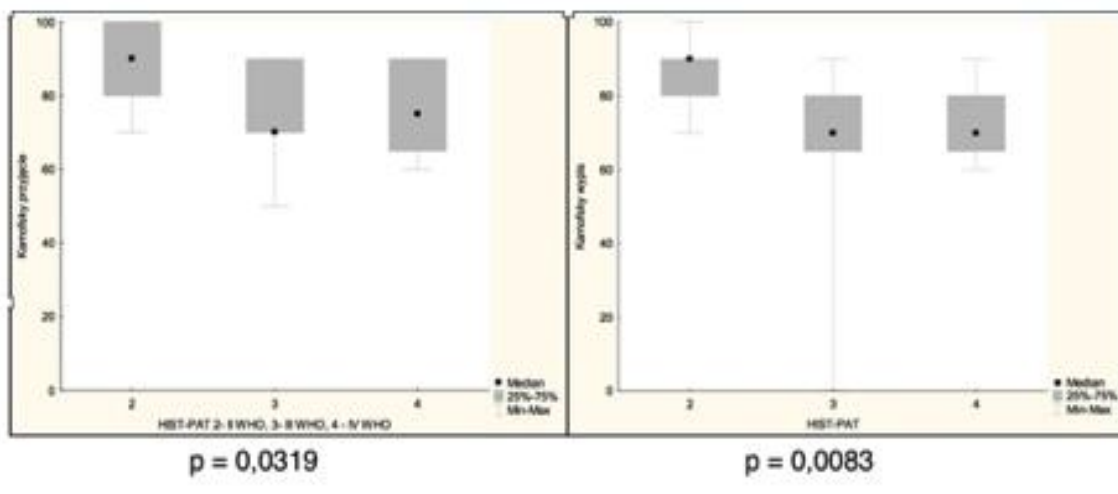 100
80
60
40
20
0
Karnofsky przyjęcie
2
3
4
HIST-PAT 2- II WHO, 3- III WHO, 4 - IV WHO
Median
25%-75%
Min-Max
p = 0,0319
100
80
60
40
20
0
Karnofsky wypis
2
3
4
HIST-PAT
Median
25%-75%
Min-Max
p = 0,0083